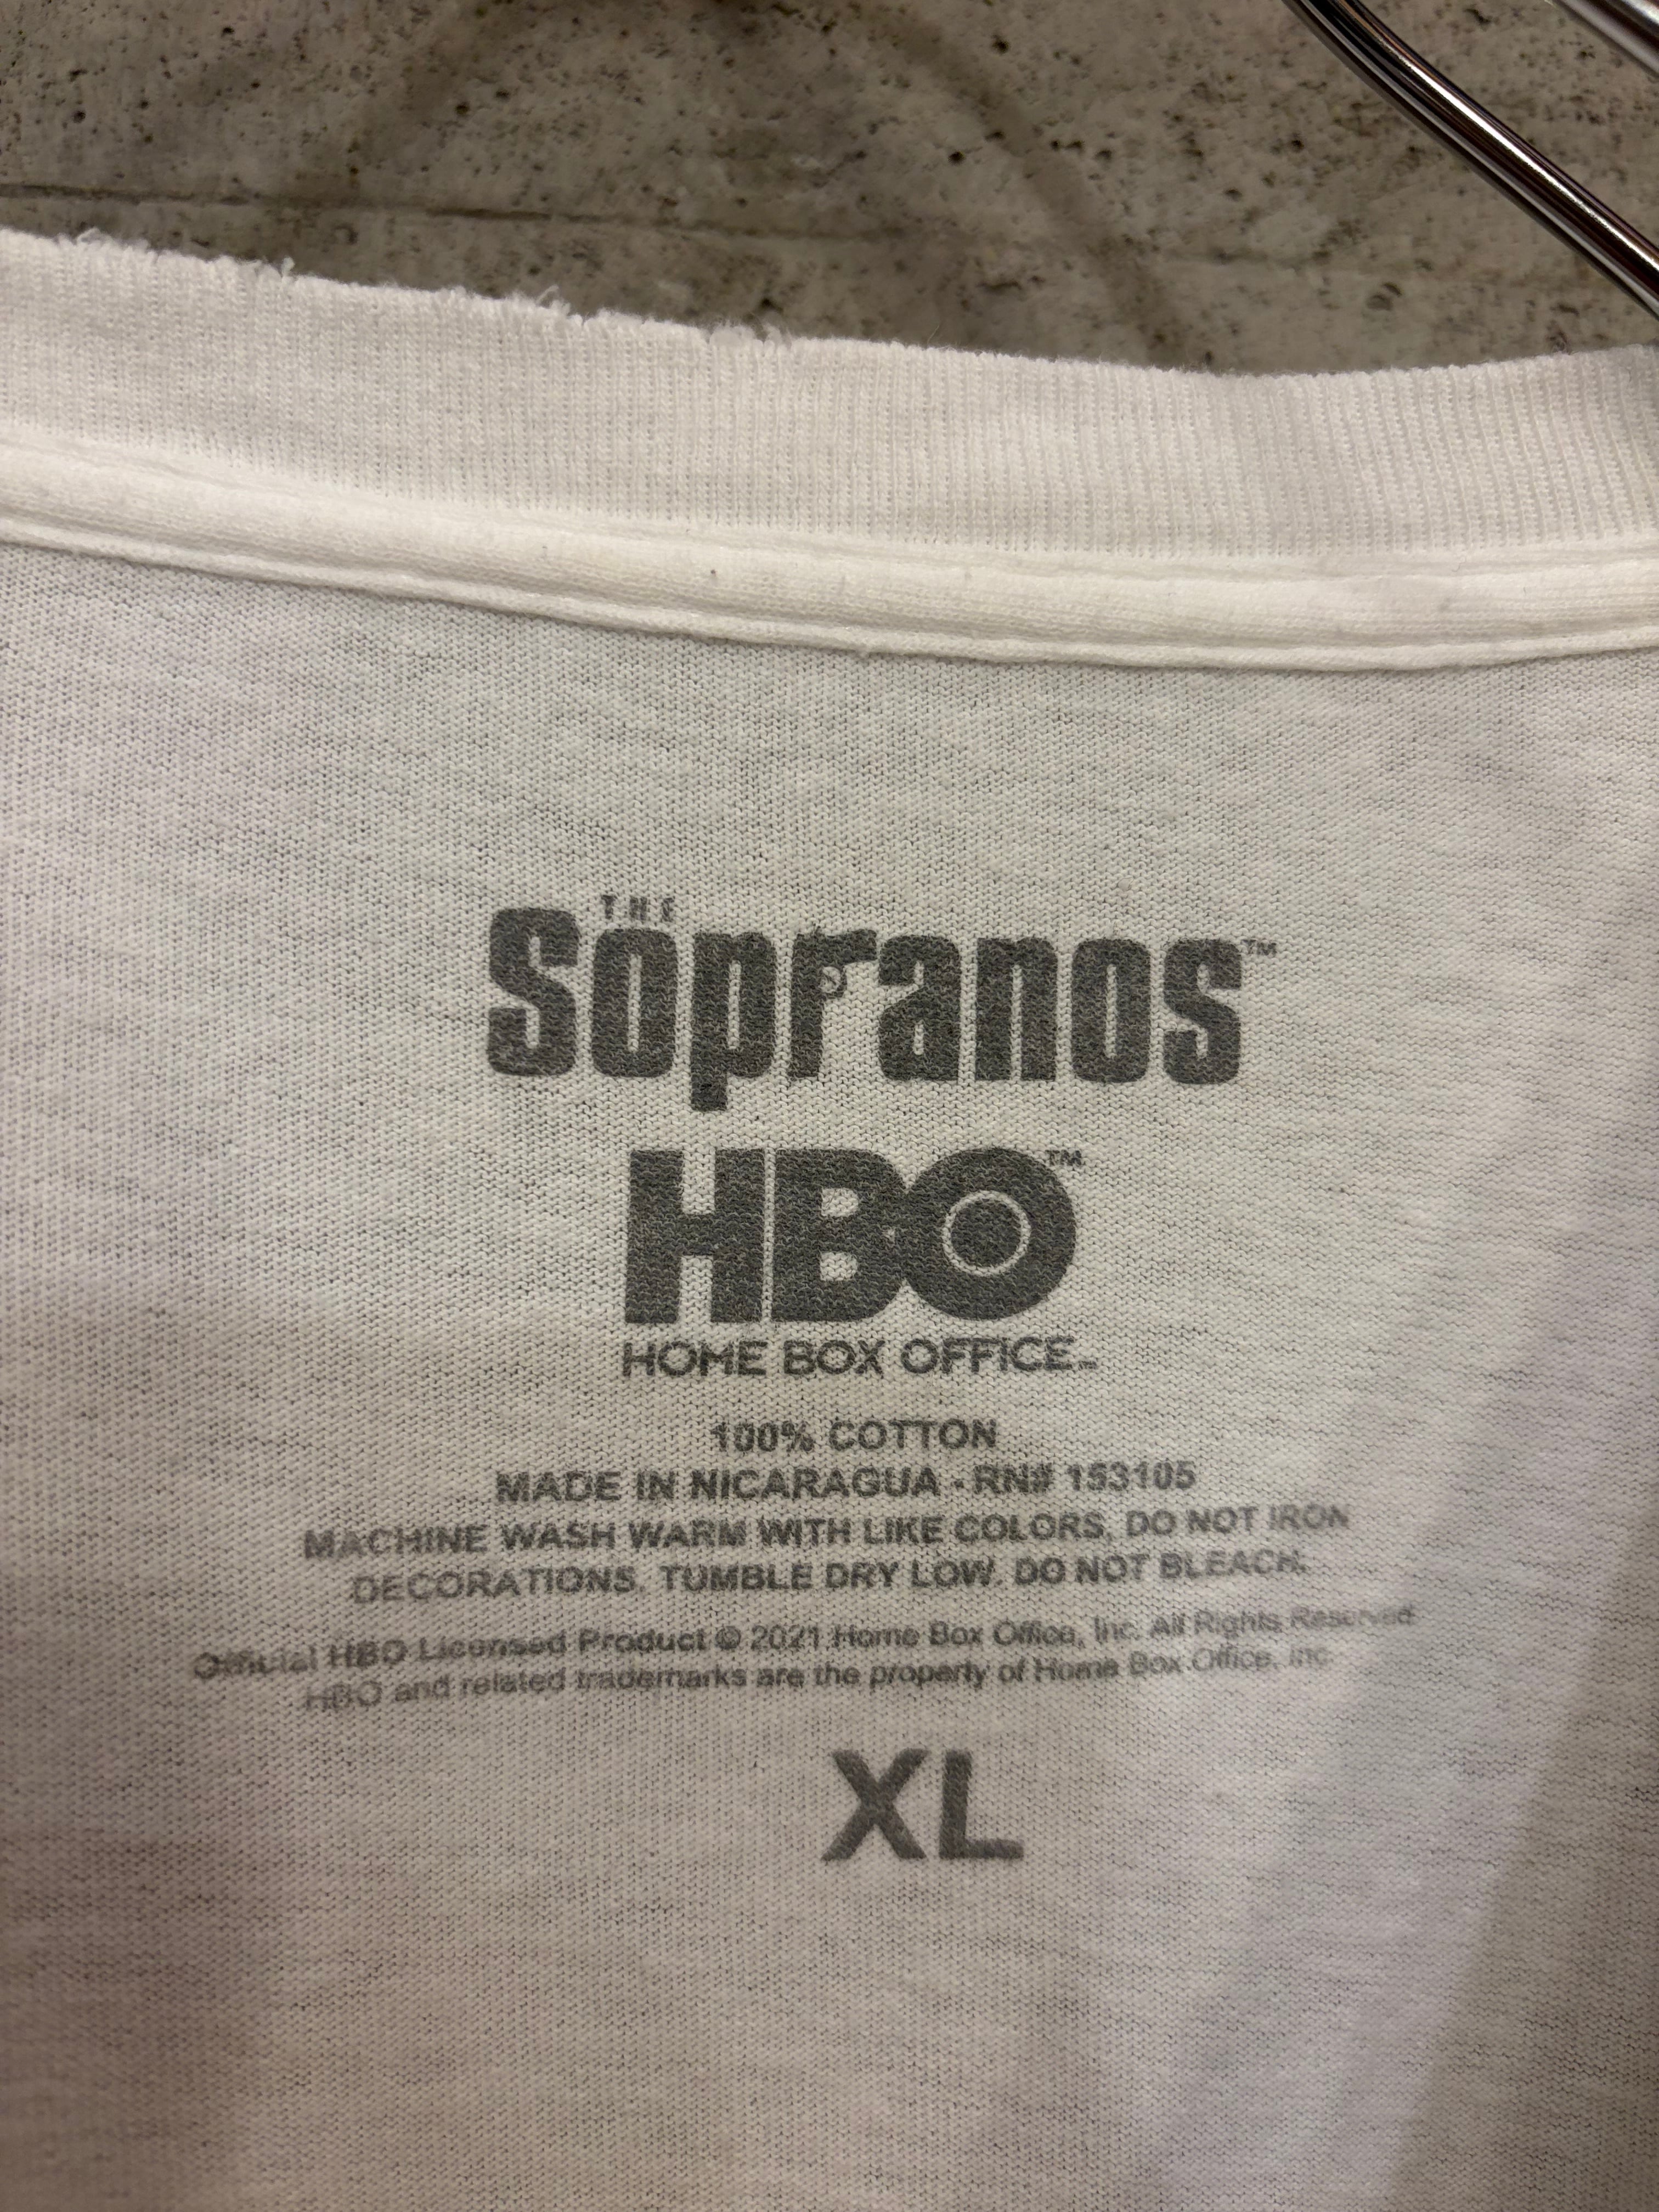 THE
Sopranos™
HBO™
HOME BOX OFFICE™
100% COTTON
MADE IN NICARAGUA - RN# 153105
MACHINE WASH WARM WITH LIKE COLORS, DO NOT IRON
DECORATIONS. TUMBLE DRY LOW. DO NOT BLEACH.
Official HBO Licensed Product © 2021 Home Box Office, Inc. All Rights Reserved
HBO and related trademarks are the property of Home Box Office, Inc.
XL